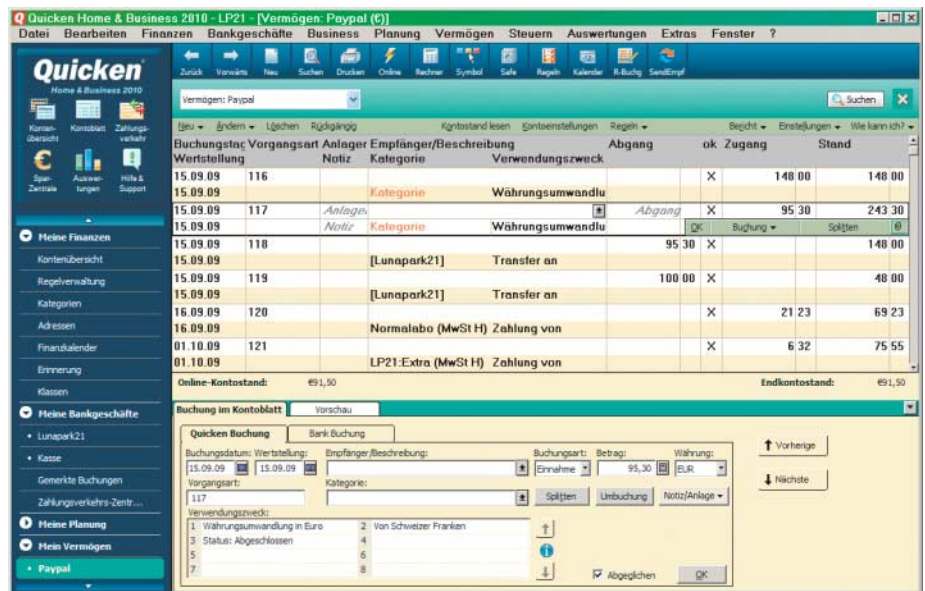 Quicken Home & Business 2010 - LP21 - [Vermögen: Paypal (€)]
Datei Bearbeiten Finanzen Bankgeschäfte Business Planung Vermögen Steuern Auswertungen Extras Fenster ?
Quicken
Home & Business 2010
Zurück Vorwärts Neu Suchen Drucken Online Rechner Symbol Safe Regeln Kalender R-Buchg SendEmpf
Vermögen: Paypal
Suchen
Konten-übersicht Kontoblatt Zahlungs-verkehr
Spar-Zentrale Auswer-tungen Hilfe & Support
Neu Ändern Löschen Rückgängig Kontostand lesen Kontoeinstellungen Regeln Bericht Einstellungen Wie kann ich?
Buchungstag Vorgangsart Anlagen Empfänger/Beschreibung Abgang ok Zugang Stand
Wertstellung Notiz Kategorie Verwendungszweck
15.09.09 116 X 148 00 148 00
15.09.09 Kategorie Währungsumwandlu
15.09.09 117 Anlage Abgang X 95 30 243 30
15.09.09 Notiz Kategorie Währungsumwandlu OK Buchung Splitten
15.09.09 118 95 30 X 148 00
15.09.09 [Lunapark21] Transfer an
15.09.09 119 100 00 X 48 00
15.09.09 [Lunapark21] Transfer an
16.09.09 120 X 21 23 69 23
16.09.09 Normalabo (MwSt H) Zahlung von
01.10.09 121 X 6 32 75 55
01.10.09 LP21:Extra (MwSt H) Zahlung von
Online-Kontostand: €91,50 Endkontostand: €91,50
Meine Finanzen
Kontenübersicht
Regelverwaltung
Kategorien
Adressen
Finanzkalender
Erinnerung
Klassen
Meine Bankgeschäfte
Lunapark21
Kasse
Gemerkte Buchungen
Zahlungsverkehrs-Zentr...
Meine Planung
Mein Vermögen
Paypal
Buchung im Kontoblatt Vorschau
Quicken Buchung Bank Buchung
Buchungsdatum: Wertstellung: Empfänger/Beschreibung: Buchungsart: Betrag: Währung:
15.09.09 15.09.09 Einnahme 95,30 EUR
Vorgangsart: Kategorie:
117 Splitten Umbuchung Notiz/Anlage
Verwendungszweck:
1 Währungsumwandlung in Euro 2 Von Schweizer Franken
3 Status: Abgeschlossen 4
5 6
7 8
Abgeglichen OK
Vorherige
Nächste